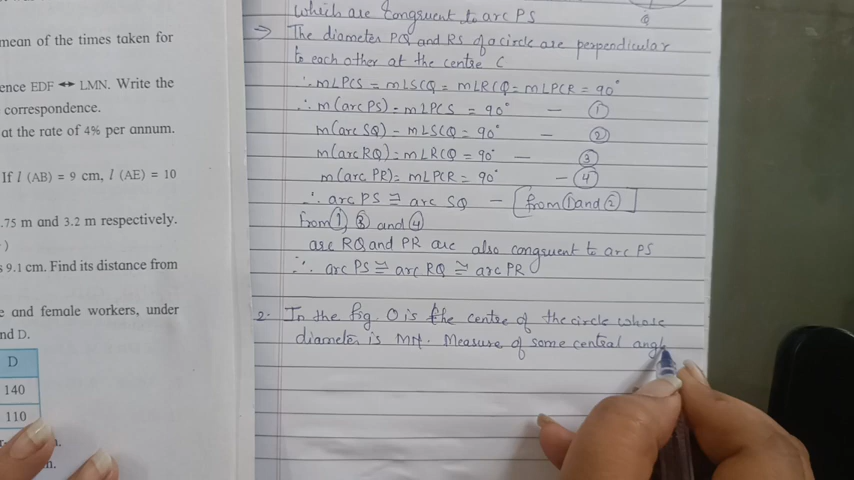 mean of the times taken for
ence EDF ↔ LMN. Write the
correspondence.
at the rate of 4% per annum.
If l (AB) = 9 cm, l (AE) = 10
.75 m and 3.2 m respectively.
)
s 9.1 cm. Find its distance from
e and female workers, under
nd D.
D
140
110
which are Congruent to arc PS
Q
⇒ The diameter PQ and RS of a circle are perpendicular
to each other at the centre C
∴ m∠PCS = m∠SCQ = m∠RCQ = m∠PCR = 90°
∴ m(arc PS) = m∠PCS = 90° — ①
m(arc SQ) = m∠SCQ = 90° — ②
m(arc RQ) = m∠RCQ = 90° — ③
m(arc PR) = m∠PCR = 90° — ④
∴ arc PS ≅ arc SQ — [from ① and ②]
from ①, ③ and ④
arc RQ and PR are also congruent to arc PS
∴ arc PS ≅ arc RQ ≅ arc PR
2. In the fig. O is the centre of the circle whose
diameter is MN. Measure of some central angle